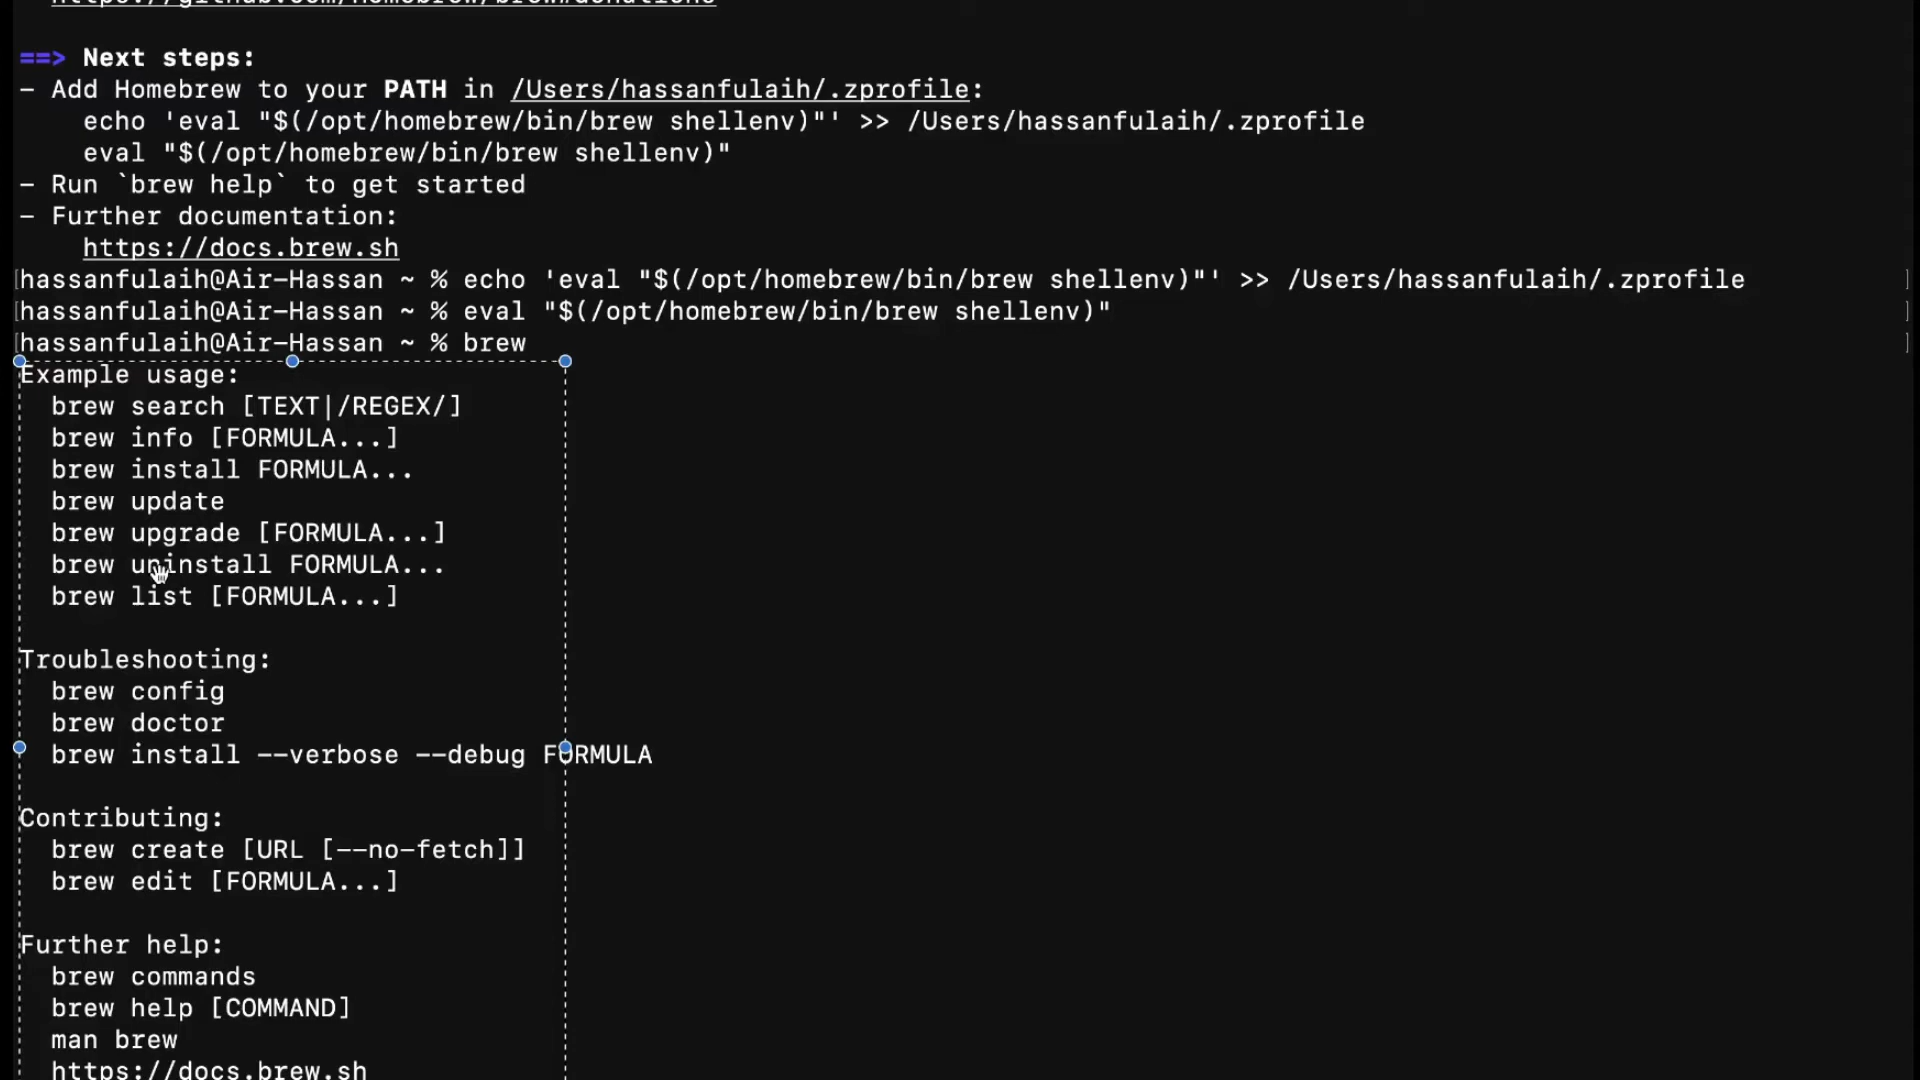 https://github.com/Homebrew/brew#donations
==> Next steps:
- Add Homebrew to your PATH in /Users/hassanfulaih/.zprofile:
    echo 'eval "$(/opt/homebrew/bin/brew shellenv)"' >> /Users/hassanfulaih/.zprofile
    eval "$(/opt/homebrew/bin/brew shellenv)"
- Run `brew help` to get started
- Further documentation:
    https://docs.brew.sh
[hassanfulaih@Air-Hassan ~ % echo 'eval "$(/opt/homebrew/bin/brew shellenv)"' >> /Users/hassanfulaih/.zprofile ]
[hassanfulaih@Air-Hassan ~ % eval "$(/opt/homebrew/bin/brew shellenv)" ]
[hassanfulaih@Air-Hassan ~ % brew ]
Example usage:
  brew search [TEXT|/REGEX/]
  brew info [FORMULA...]
  brew install FORMULA...
  brew update
  brew upgrade [FORMULA...]
  brew uninstall FORMULA...
  brew list [FORMULA...]
Troubleshooting:
  brew config
  brew doctor
  brew install --verbose --debug FORMULA
Contributing:
  brew create [URL [--no-fetch]]
  brew edit [FORMULA...]
Further help:
  brew commands
  brew help [COMMAND]
  man brew
  https://docs.brew.sh